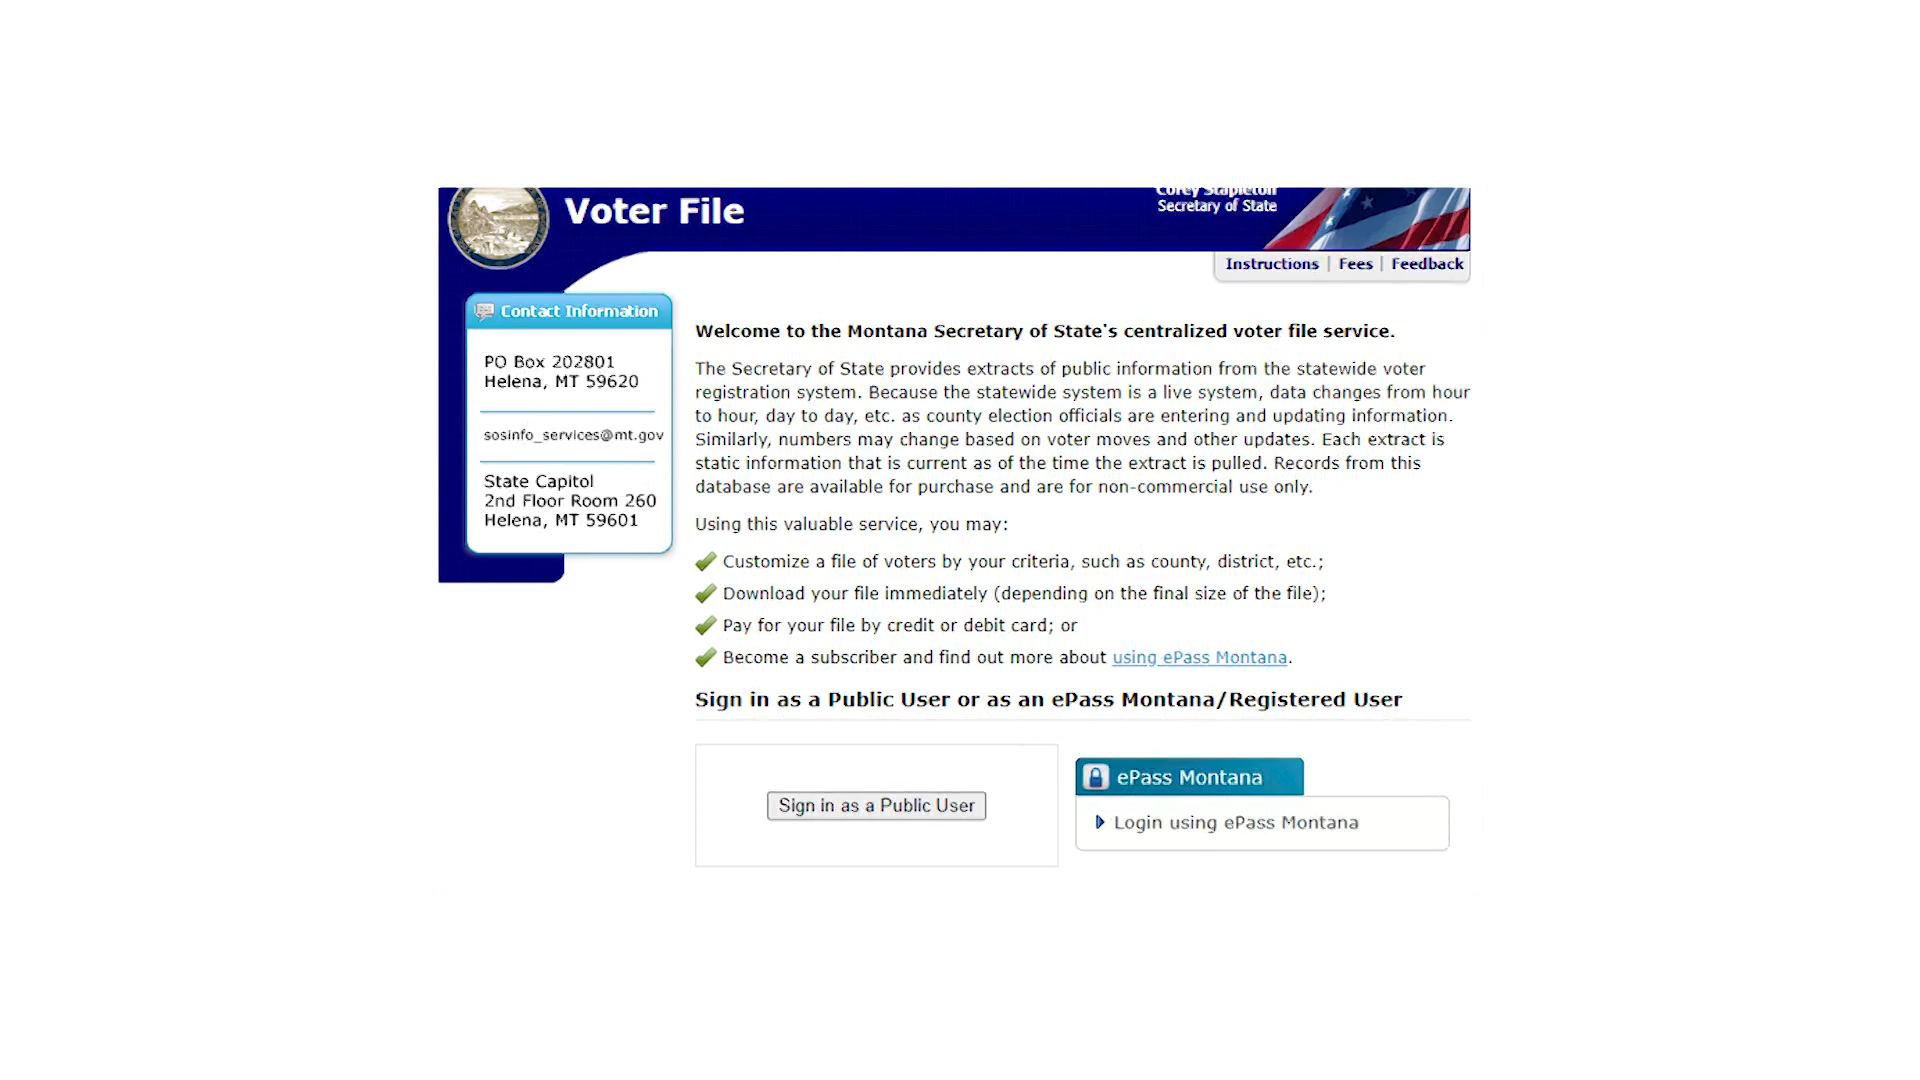 Voter File
Corey Stapleton
Secretary of State
Instructions | Fees | Feedback
Contact Information
PO Box 202801
Helena, MT 59620
sosinfo_services@mt.gov
State Capitol
2nd Floor Room 260
Helena, MT 59601
Welcome to the Montana Secretary of State's centralized voter file service.
The Secretary of State provides extracts of public information from the statewide voter
registration system. Because the statewide system is a live system, data changes from hour
to hour, day to day, etc. as county election officials are entering and updating information.
Similarly, numbers may change based on voter moves and other updates. Each extract is
static information that is current as of the time the extract is pulled. Records from this
database are available for purchase and are for non-commercial use only.
Using this valuable service, you may:
Customize a file of voters by your criteria, such as county, district, etc.;
Download your file immediately (depending on the final size of the file);
Pay for your file by credit or debit card; or
Become a subscriber and find out more about using ePass Montana.
Sign in as a Public User or as an ePass Montana/Registered User
Sign in as a Public User
ePass Montana
Login using ePass Montana